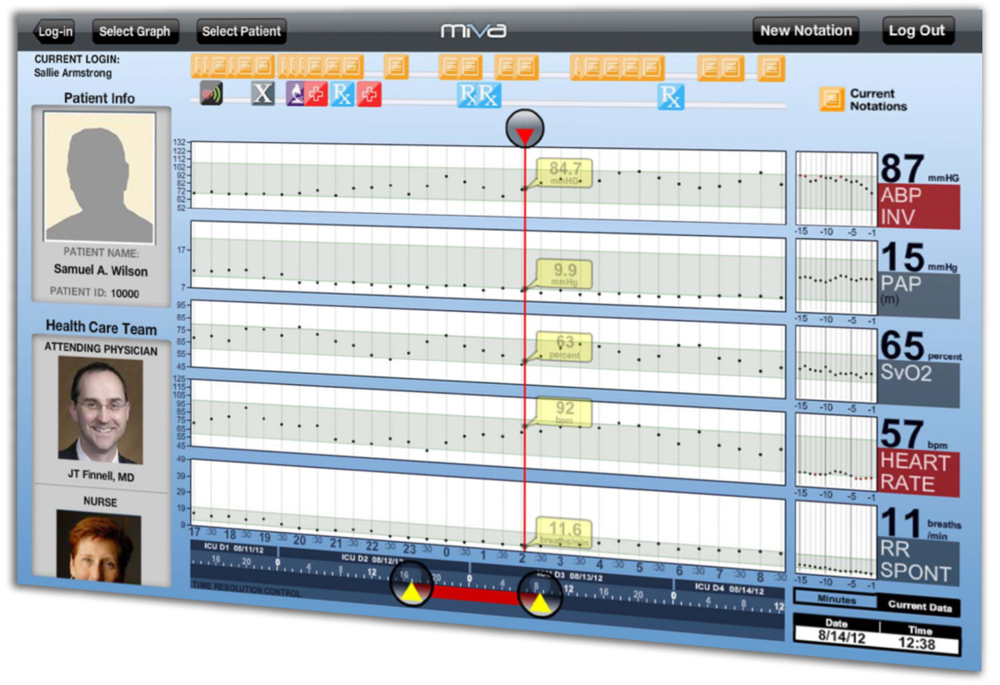 Log-in
Select Graph
Select Patient
miva
New Notation
Log Out
CURRENT LOGIN:
Sallie Armstrong
Patient Info
PATIENT NAME:
Samuel A. Wilson
PATIENT ID: 10000
Health Care Team
ATTENDING PHYSICIAN
JT Finnell, MD
NURSE
X
Rx
Rx Rx
Rx
Current
Notations
132
122
112
102
92
82
72
62
52
84.7
mmHG
87 mmHG
ABP
INV
-15 -10 -5 -1
17
7
9.9
mmHg
15 mmHg
PAP
(m)
-15 -10 -5 -1
95
85
75
65
55
45
63
percent
65 percent
SvO2
-15 -10 -5 -1
125
115
105
95
85
75
65
55
45
92
bpm
57 bpm
HEART
RATE
-15 -10 -5 -1
49
39
29
19
9
11.6
breaths/min
11 breaths
/min
RR
SPONT
-15 -10 -5 -1
17 :30 18 :30 19 :30 20 :30 21 :30 22 :30 23 :30 0 :30 1 :30 2 :30 3 :30 4 :30 5 :30 6 :30 7 :30 8 :30
ICU D1 08/11/12
ICU D2 08/12/12
D3 08/13/12
ICU D4 08/14/12
16 20 0 4 8 12 16 20 0 4 8 12 16 20 0 4 8 12
TIME RESOLUTION CONTROL
Minutes
Current Data
Date
Time
8/14/12
12:38